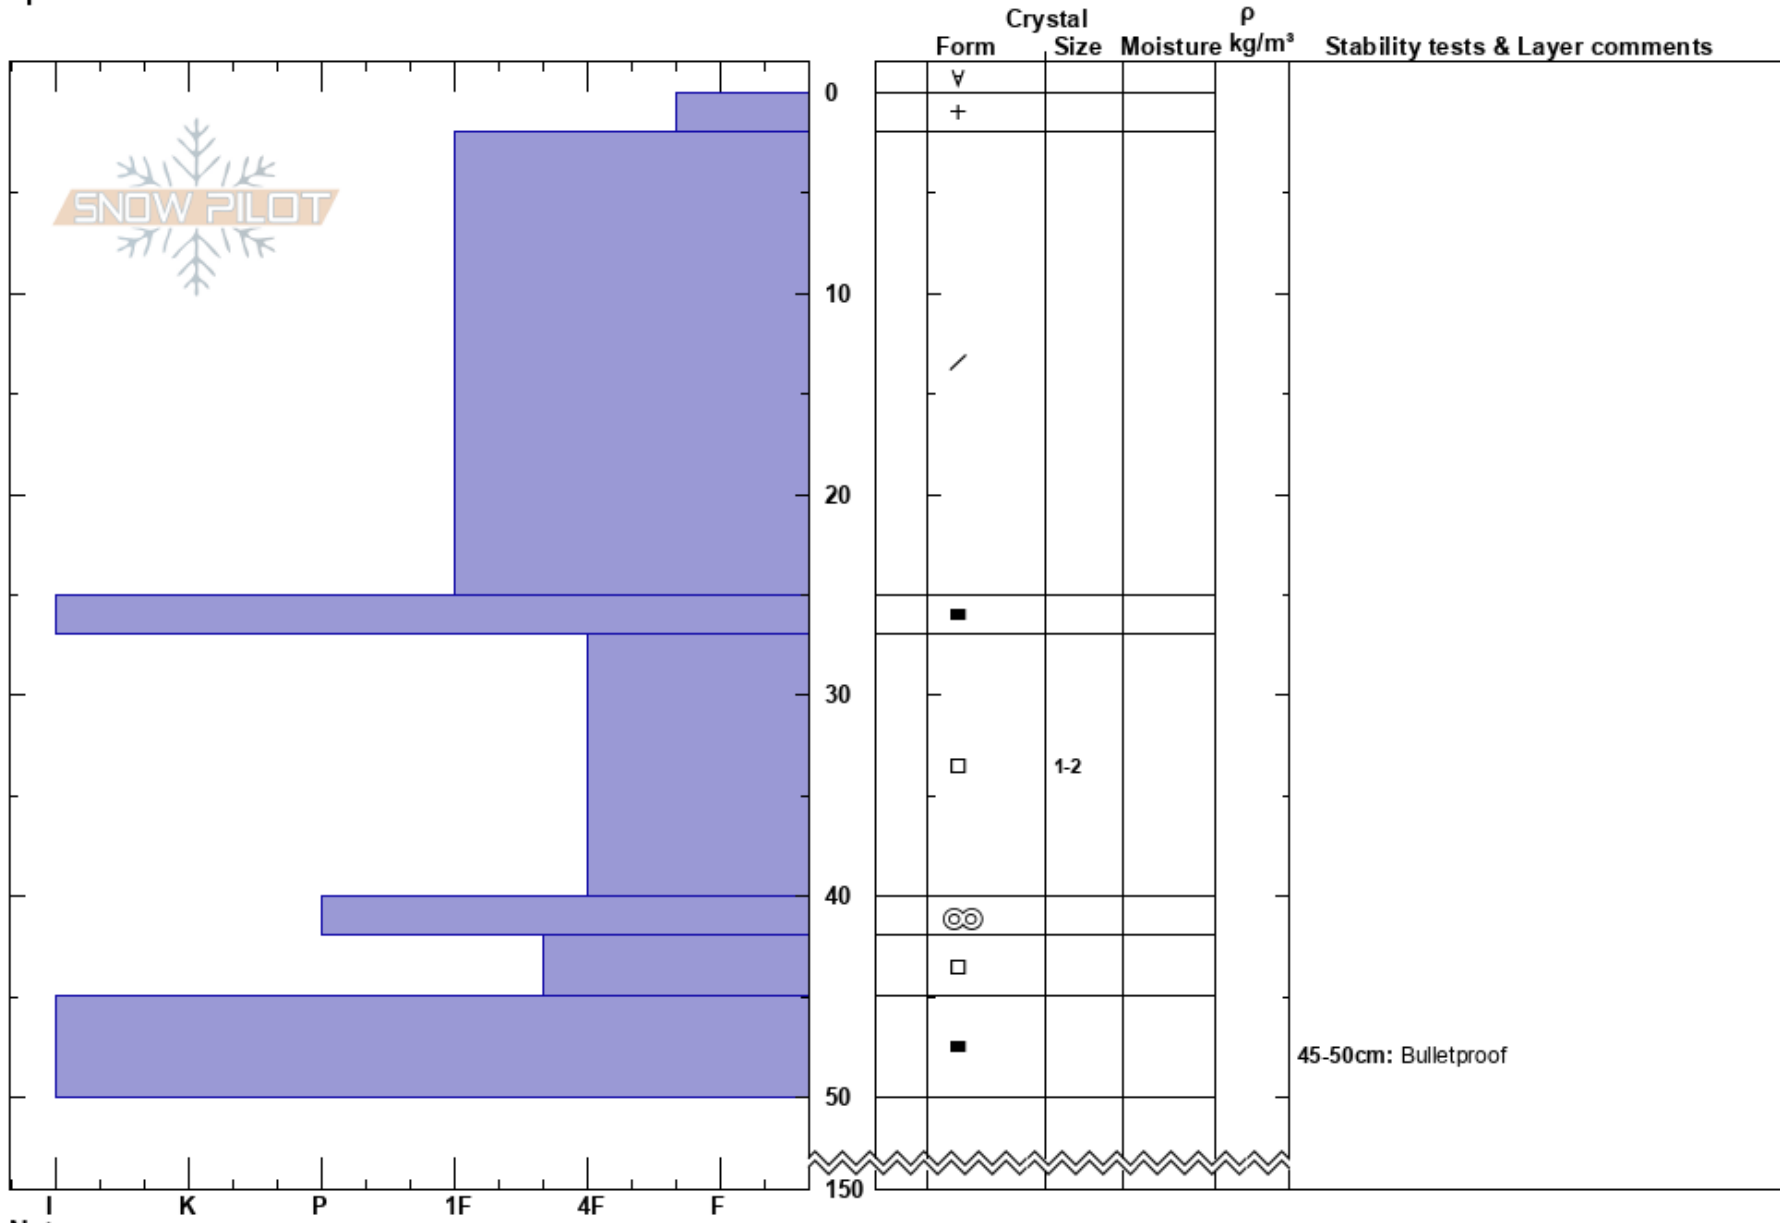 Crystal ρ
Form Size Moisture kg/m³ Stability tests & Layer comments
0
SNOW PILOT
10
20
30
1-2
40
45-50cm: Bulletproof
50
150
I K P 1F 4F F